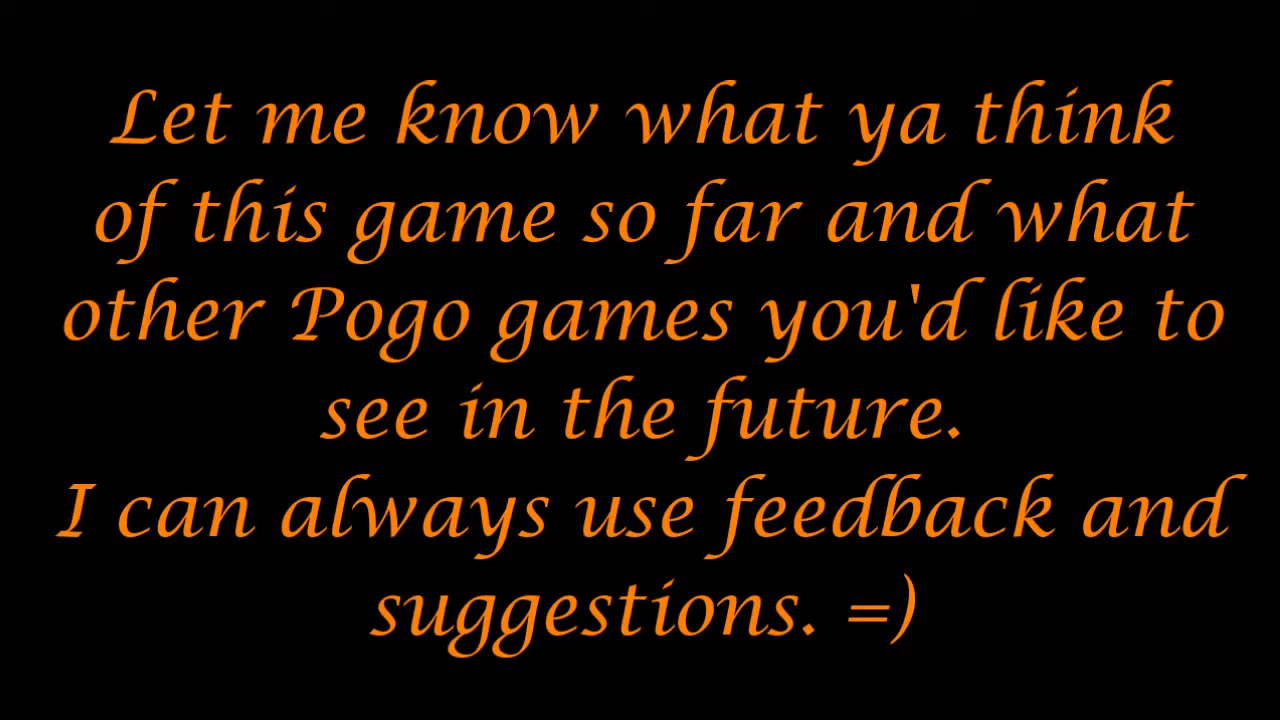 Let me know what ya think
of this game so far and what
other Pogo games you'd like to
see in the future.
I can always use feedback and
suggestions. =)